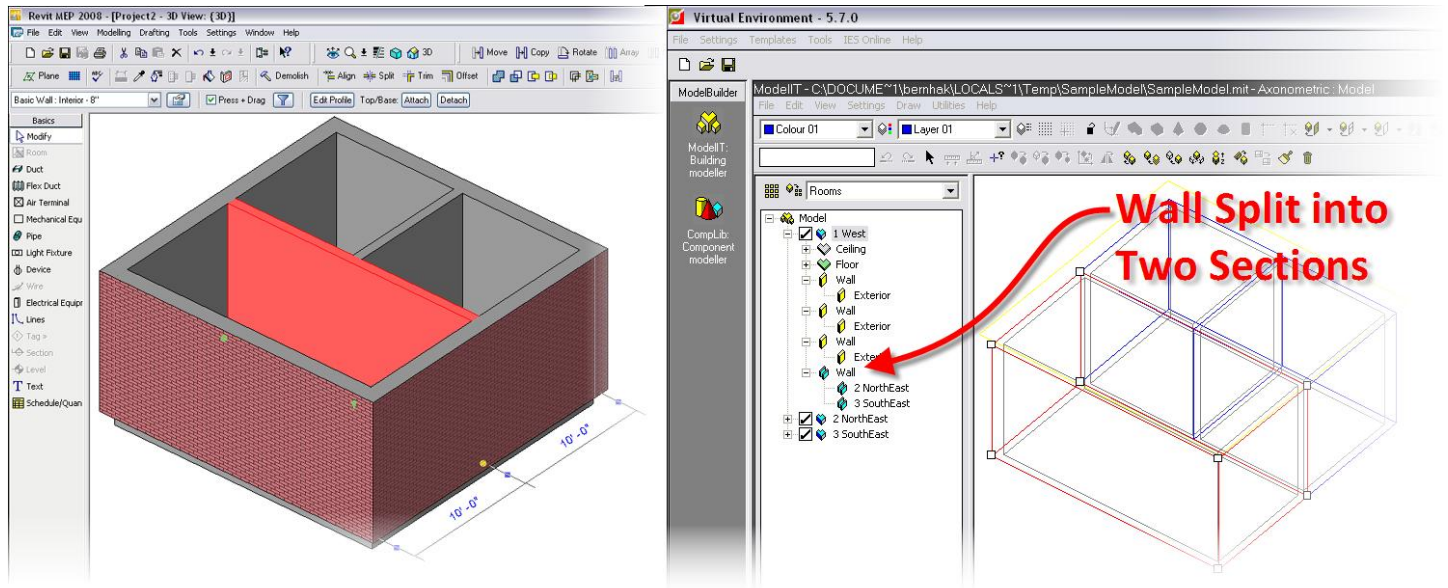 Revit MEP 2008 - [Project2 - 3D View: {3D}]
File Edit View Modelling Drafting Tools Settings Window Help
3D Move Copy Rotate Array
Plane Demolish Align Split Trim Offset
Basic Wall : Interior - 8" Press + Drag Edit Profile Top/Base: Attach Detach
Basics
Modify
Room
Duct
Flex Duct
Air Terminal
Mechanical Equ
Pipe
Light Fixture
Device
Wire
Electrical Equipr
Lines
Tag »
Section
Level
Text
Schedule/Quan
10' -0"
10' -0"
Virtual Environment - 5.7.0
File Settings Templates Tools IES Online Help
ModelBuilder
ModelIT:
Building
modeller
CompLib:
Component
modeller
ModelIT - C:\DOCUME~1\bernhak\LOCALS~1\Temp\SampleModel\SampleModel.mit - Axonometric : Model
File Edit View Settings Draw Utilities Help
Colour 01 Layer 01
Rooms
Model
1 West
Ceiling
Floor
Wall
Exterior
Wall
Exterior
Wall
Wall
2 NorthEast
3 SouthEast
2 NorthEast
3 SouthEast
Wall Split into
Two Sections